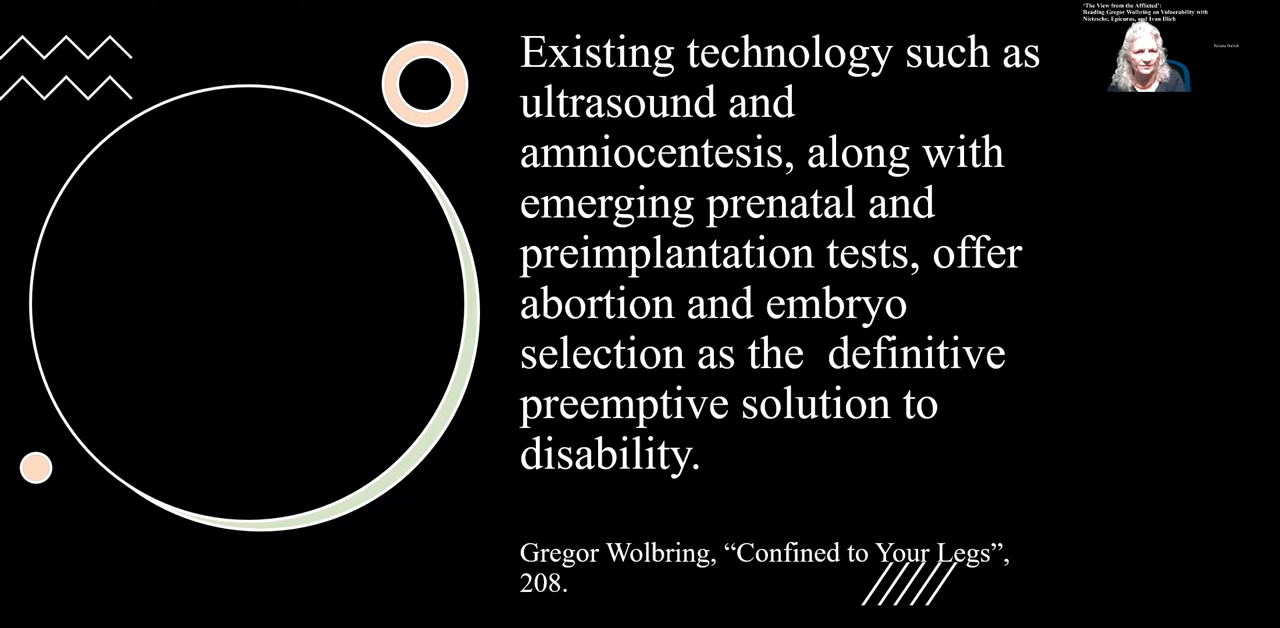 Existing technology such as
ultrasound and
amniocentesis, along with
emerging prenatal and
preimplantation tests, offer
abortion and embryo
selection as the  definitive
preemptive solution to
disability.
Gregor Wolbring, “Confined to Your Legs”,
208.
‘The View from the Afflicted’:
Reading Gregor Wolbring on Vulnerability with
Nietzsche, Epicurus, and Ivan Illich